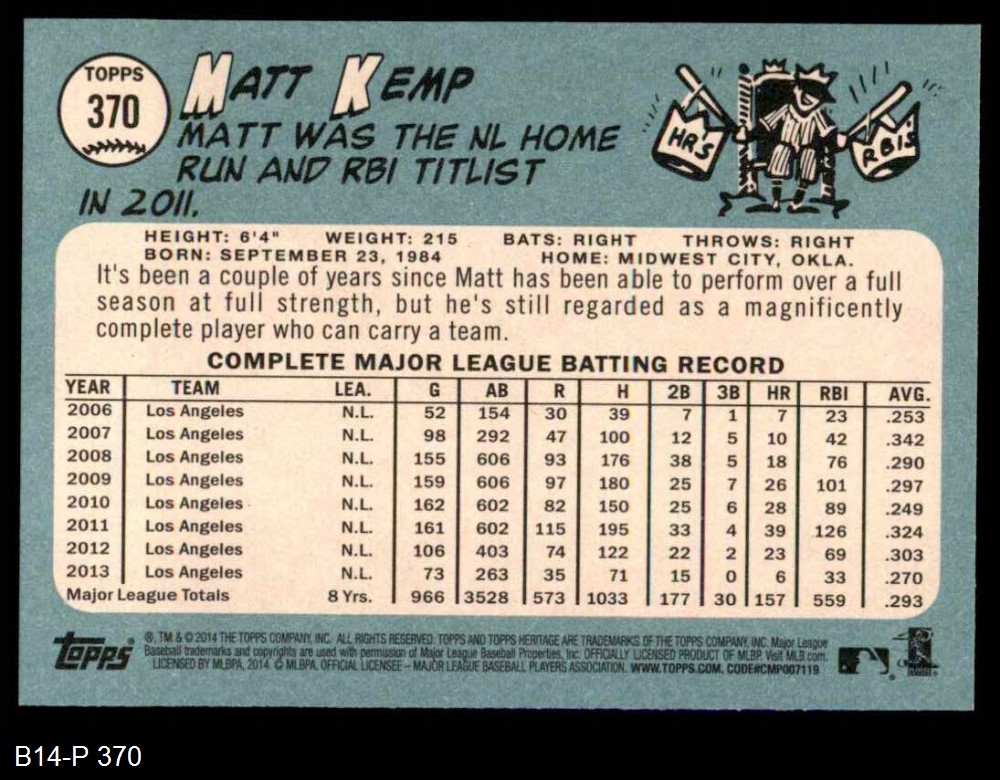 TOPPS
370
MATT KEMP
MATT WAS THE NL HOME
RUN AND RBI TITLIST
IN 2011.
HR'S
RBIS
HEIGHT: 6'4" WEIGHT: 215 BATS: RIGHT THROWS: RIGHT
BORN: SEPTEMBER 23, 1984 HOME: MIDWEST CITY, OKLA.
It's been a couple of years since Matt has been able to perform over a full
season at full strength, but he's still regarded as a magnificently
complete player who can carry a team.
COMPLETE MAJOR LEAGUE BATTING RECORD
YEAR TEAM LEA. G AB R H 2B 3B HR RBI AVG.
2006 Los Angeles N.L. 52 154 30 39 7 1 7 23 .253
2007 Los Angeles N.L. 98 292 47 100 12 5 10 42 .342
2008 Los Angeles N.L. 155 606 93 176 38 5 18 76 .290
2009 Los Angeles N.L. 159 606 97 180 25 7 26 101 .297
2010 Los Angeles N.L. 162 602 82 150 25 6 28 89 .249
2011 Los Angeles N.L. 161 602 115 195 33 4 39 126 .324
2012 Los Angeles N.L. 106 403 74 122 22 2 23 69 .303
2013 Los Angeles N.L. 73 263 35 71 15 0 6 33 .270
Major League Totals 8 Yrs. 966 3528 573 1033 177 30 157 559 .293
Topps
®, TM & © 2014 THE TOPPS COMPANY, INC. ALL RIGHTS RESERVED. TOPPS AND TOPPS HERITAGE ARE TRADEMARKS OF THE TOPPS COMPANY, INC. Major League
Baseball trademarks and copyrights are used with permission of Major League Baseball Properties, Inc. OFFICIALLY LICENSED PRODUCT OF MLBP. Visit MLB.com.
LICENSED BY MLBPA, 2014. © MLBPA. OFFICIAL LICENSEE – MAJOR LEAGUE BASEBALL PLAYERS ASSOCIATION. WWW.TOPPS.COM. CODE#CMP007119
B14-P 370